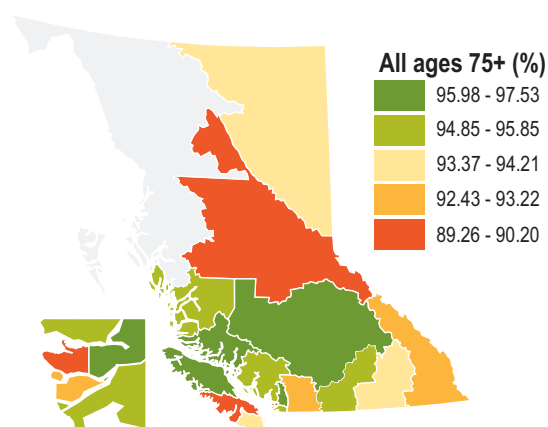 All ages 75+ (%)
95.98 - 97.53
94.85 - 95.85
93.37 - 94.21
92.43 - 93.22
89.26 - 90.20